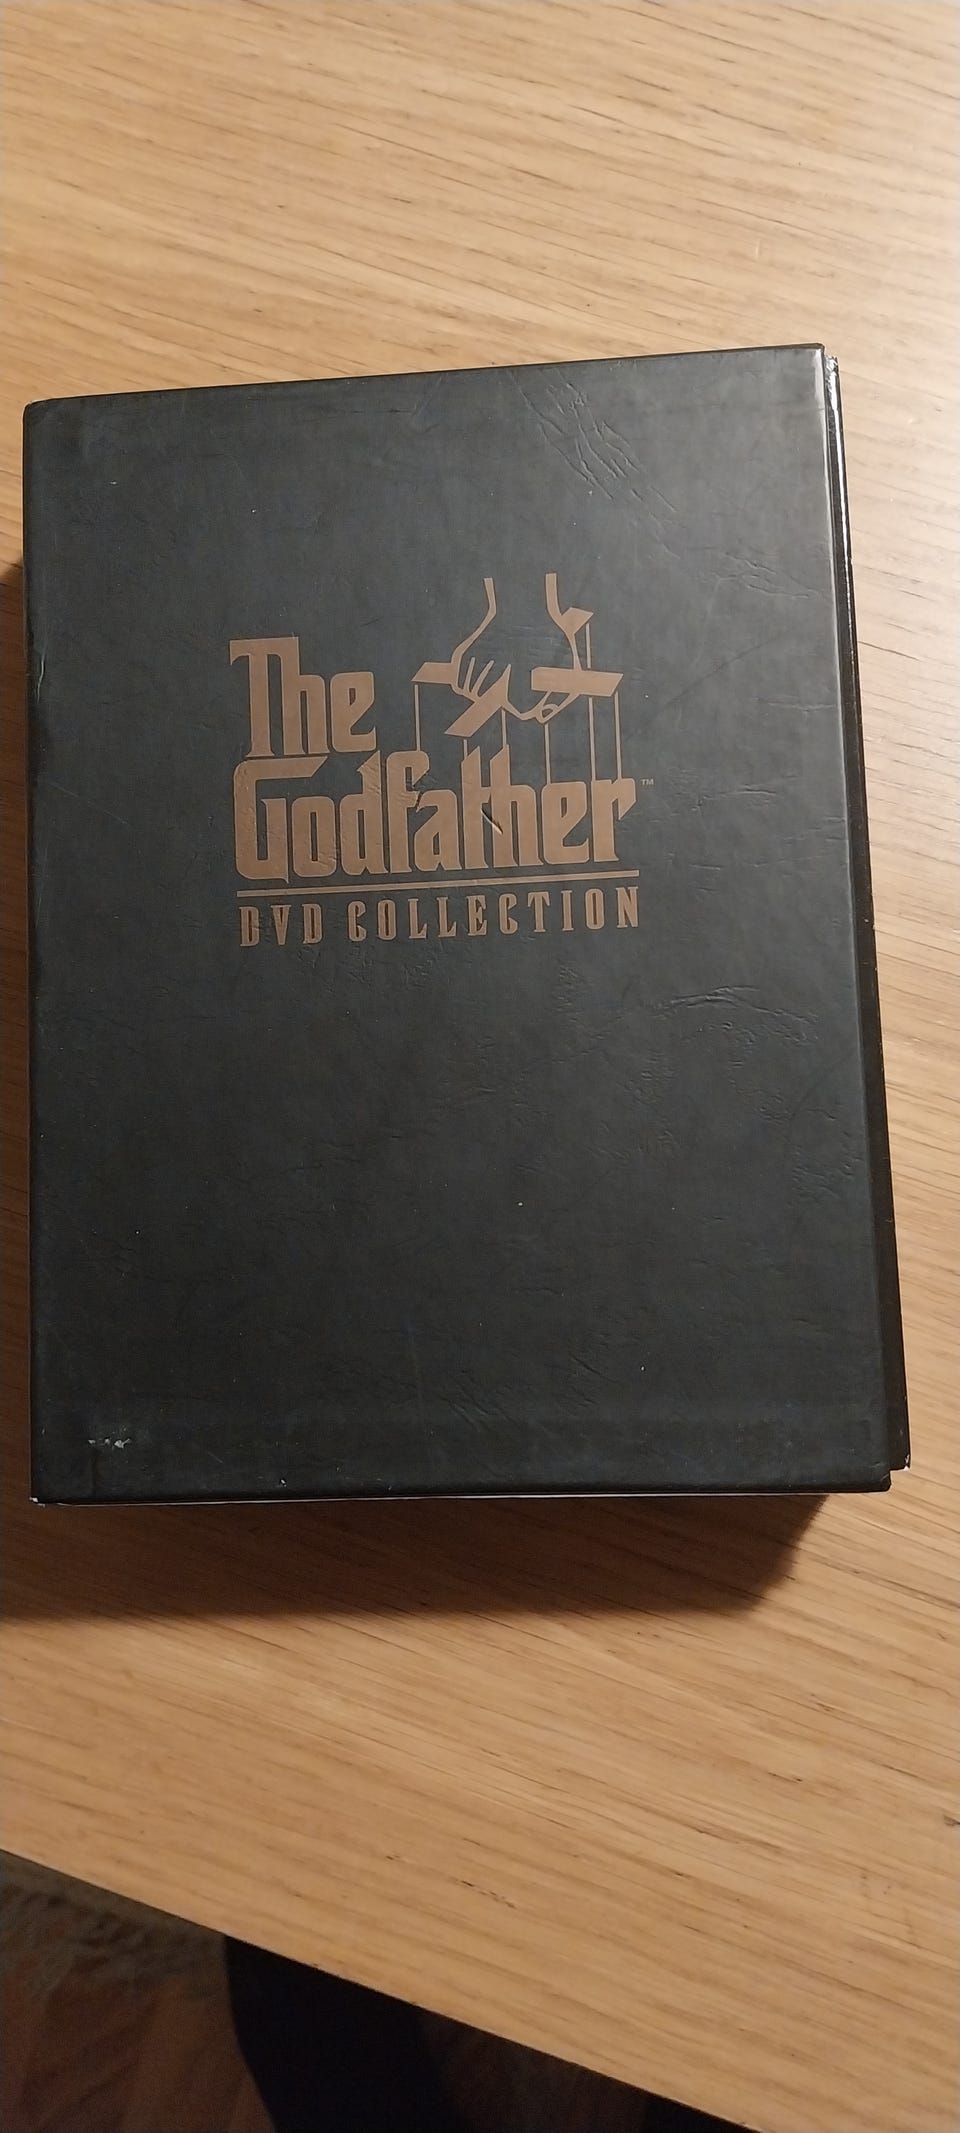 The
Godfather™
DVD COLLECTION